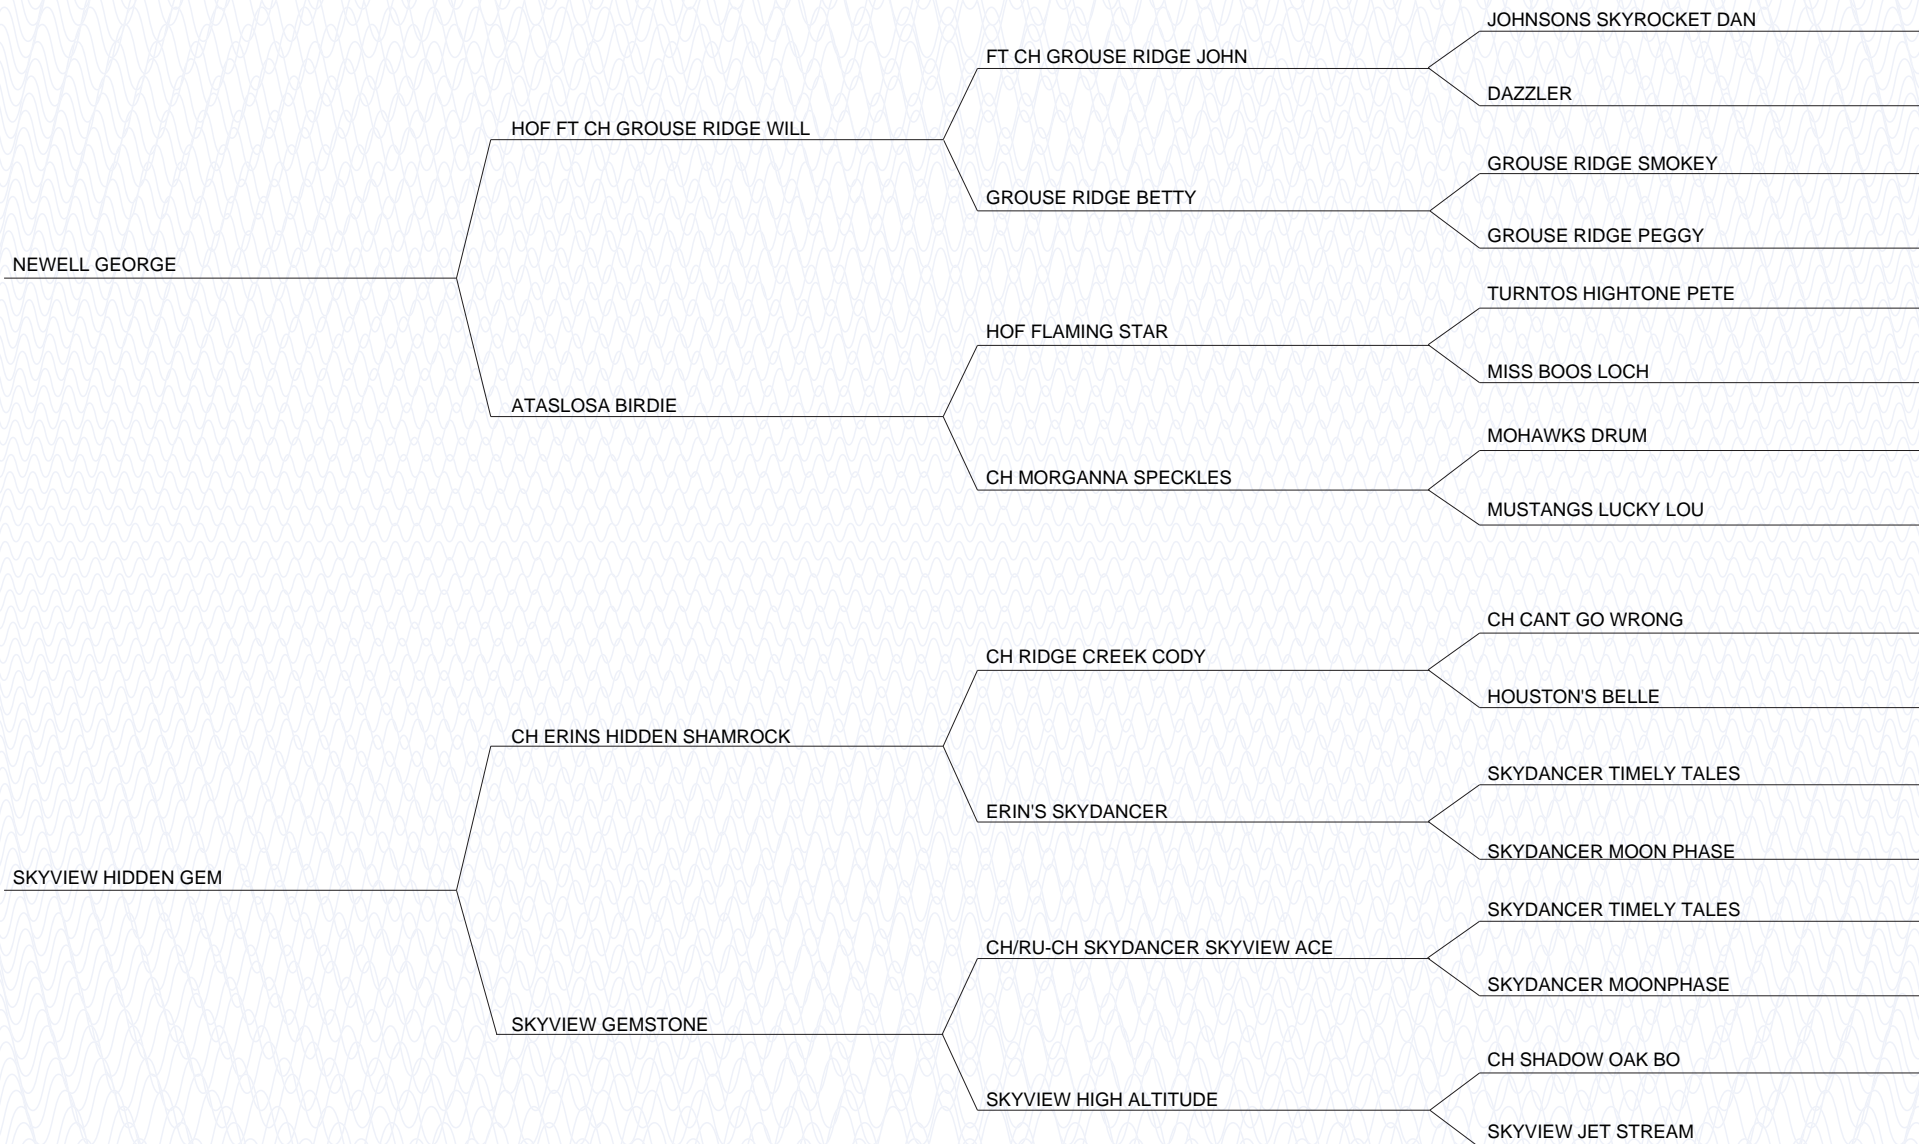 JOHNSONS SKYROCKET DAN
FT CH GROUSE RIDGE JOHN
DAZZLER
HOF FT CH GROUSE RIDGE WILL
GROUSE RIDGE SMOKEY
GROUSE RIDGE BETTY
GROUSE RIDGE PEGGY
NEWELL GEORGE
TURNTOS HIGHTONE PETE
HOF FLAMING STAR
MISS BOOS LOCH
ATASLOSA BIRDIE
MOHAWKS DRUM
CH MORGANNA SPECKLES
MUSTANGS LUCKY LOU
CH CANT GO WRONG
CH RIDGE CREEK CODY
HOUSTON'S BELLE
CH ERINS HIDDEN SHAMROCK
SKYDANCER TIMELY TALES
ERIN'S SKYDANCER
SKYDANCER MOON PHASE
SKYVIEW HIDDEN GEM
SKYDANCER TIMELY TALES
CH/RU-CH SKYDANCER SKYVIEW ACE
SKYDANCER MOONPHASE
SKYVIEW GEMSTONE
CH SHADOW OAK BO
SKYVIEW HIGH ALTITUDE
SKYVIEW JET STREAM